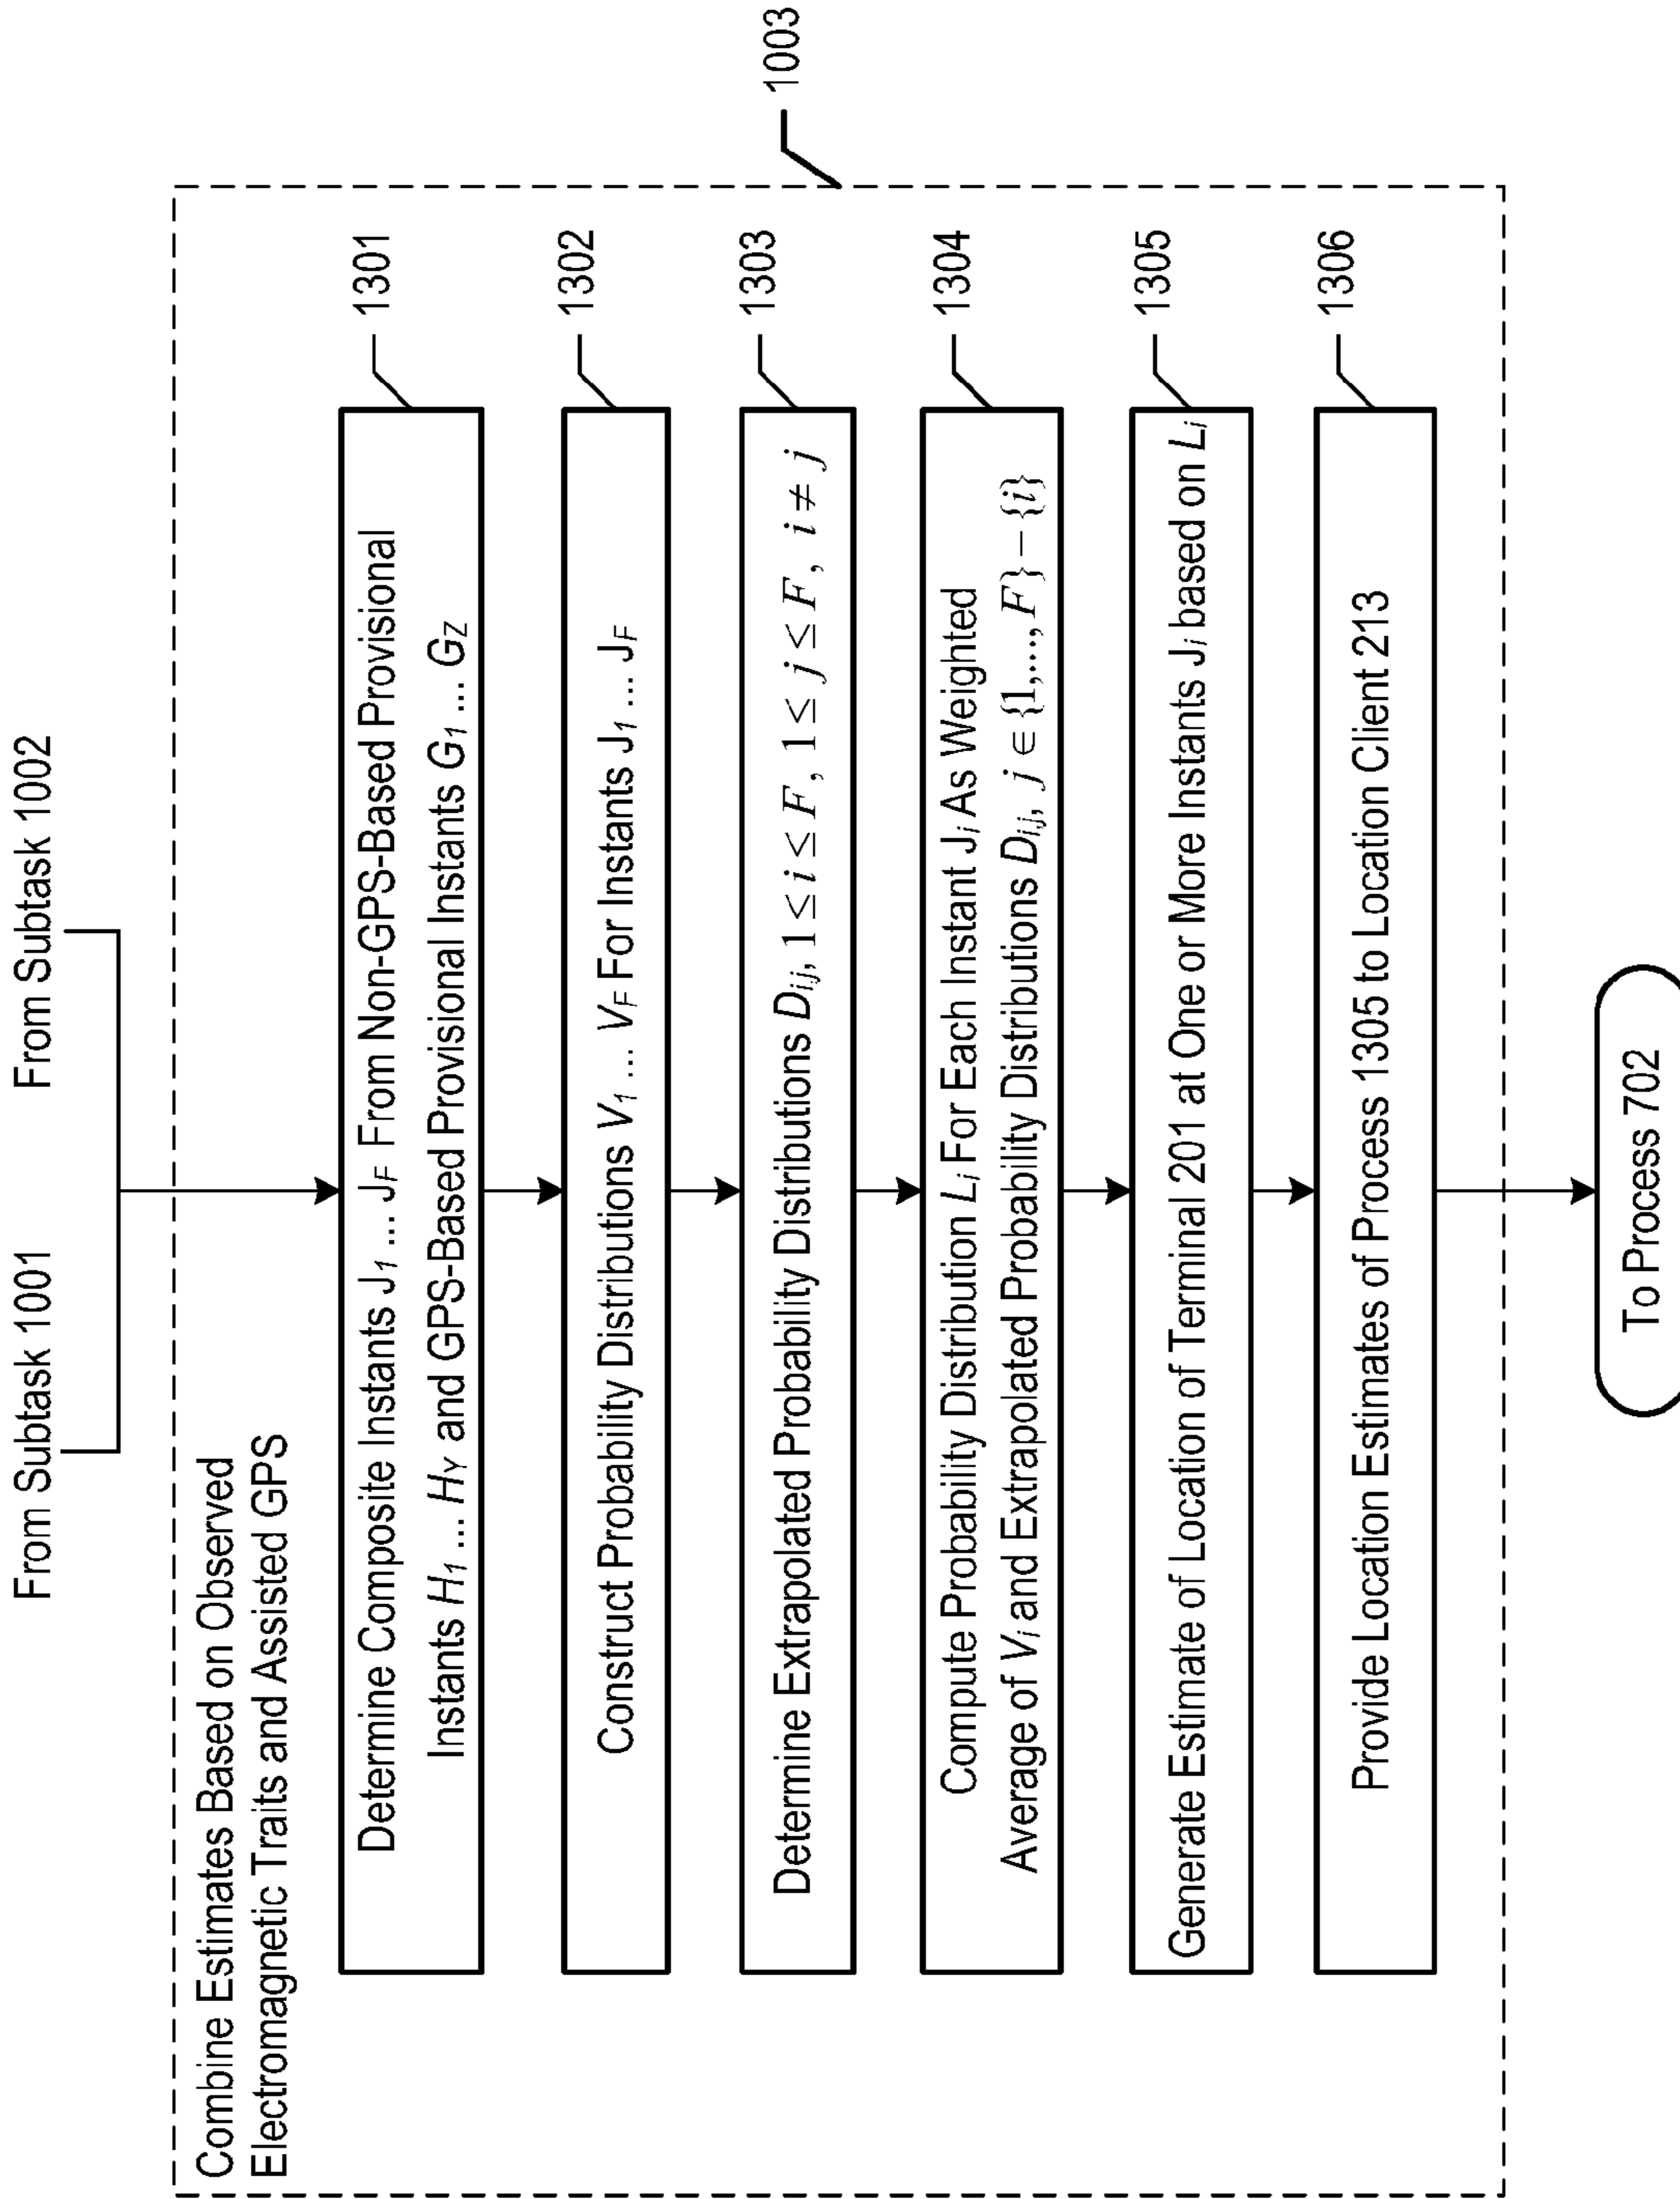 From Subtask 1001
From Subtask 1002
Combine Estimates Based on Observed
Electromagnetic Traits and Assisted GPS
1003
Determine Composite Instants J1 ... JF From Non-GPS-Based Provisional
Instants H1 ... HY and GPS-Based Provisional Instants G1 ... GZ
1301
Construct Probability Distributions V1 ... VF For Instants J1 ... JF
1302
Determine Extrapolated Probability Distributions Di,j, 1 ≤ i ≤ F, 1 ≤ j ≤ F, i ≠ j
1303
Compute Probability Distribution Li For Each Instant Ji As Weighted
Average of Vi and Extrapolated Probability Distributions Di,j, j ∈ {1,..., F} − {i}
1304
Generate Estimate of Location of Terminal 201 at One or More Instants Ji based on Li
1305
Provide Location Estimates of Process 1305 to Location Client 213
1306
To Process 702